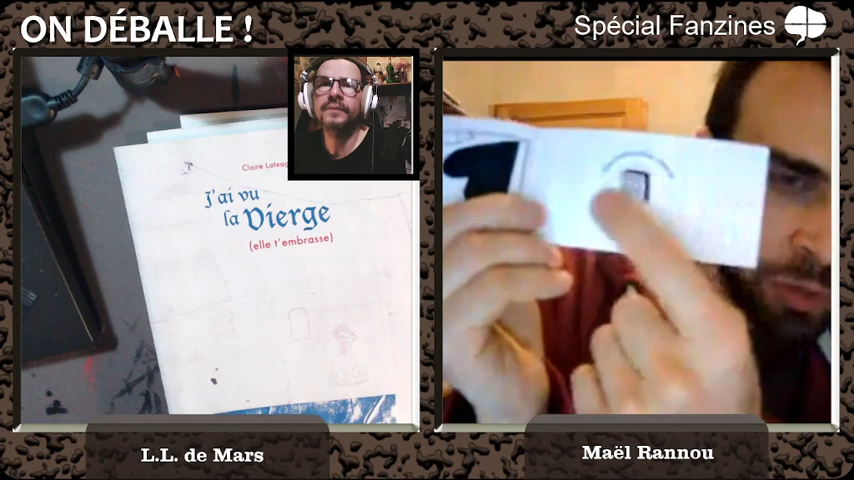 ON DÉBALLE !
Spécial Fanzines
J'ai vu
la Vierge
(elle t'embrasse)
L.L. de Mars
Maël Rannou